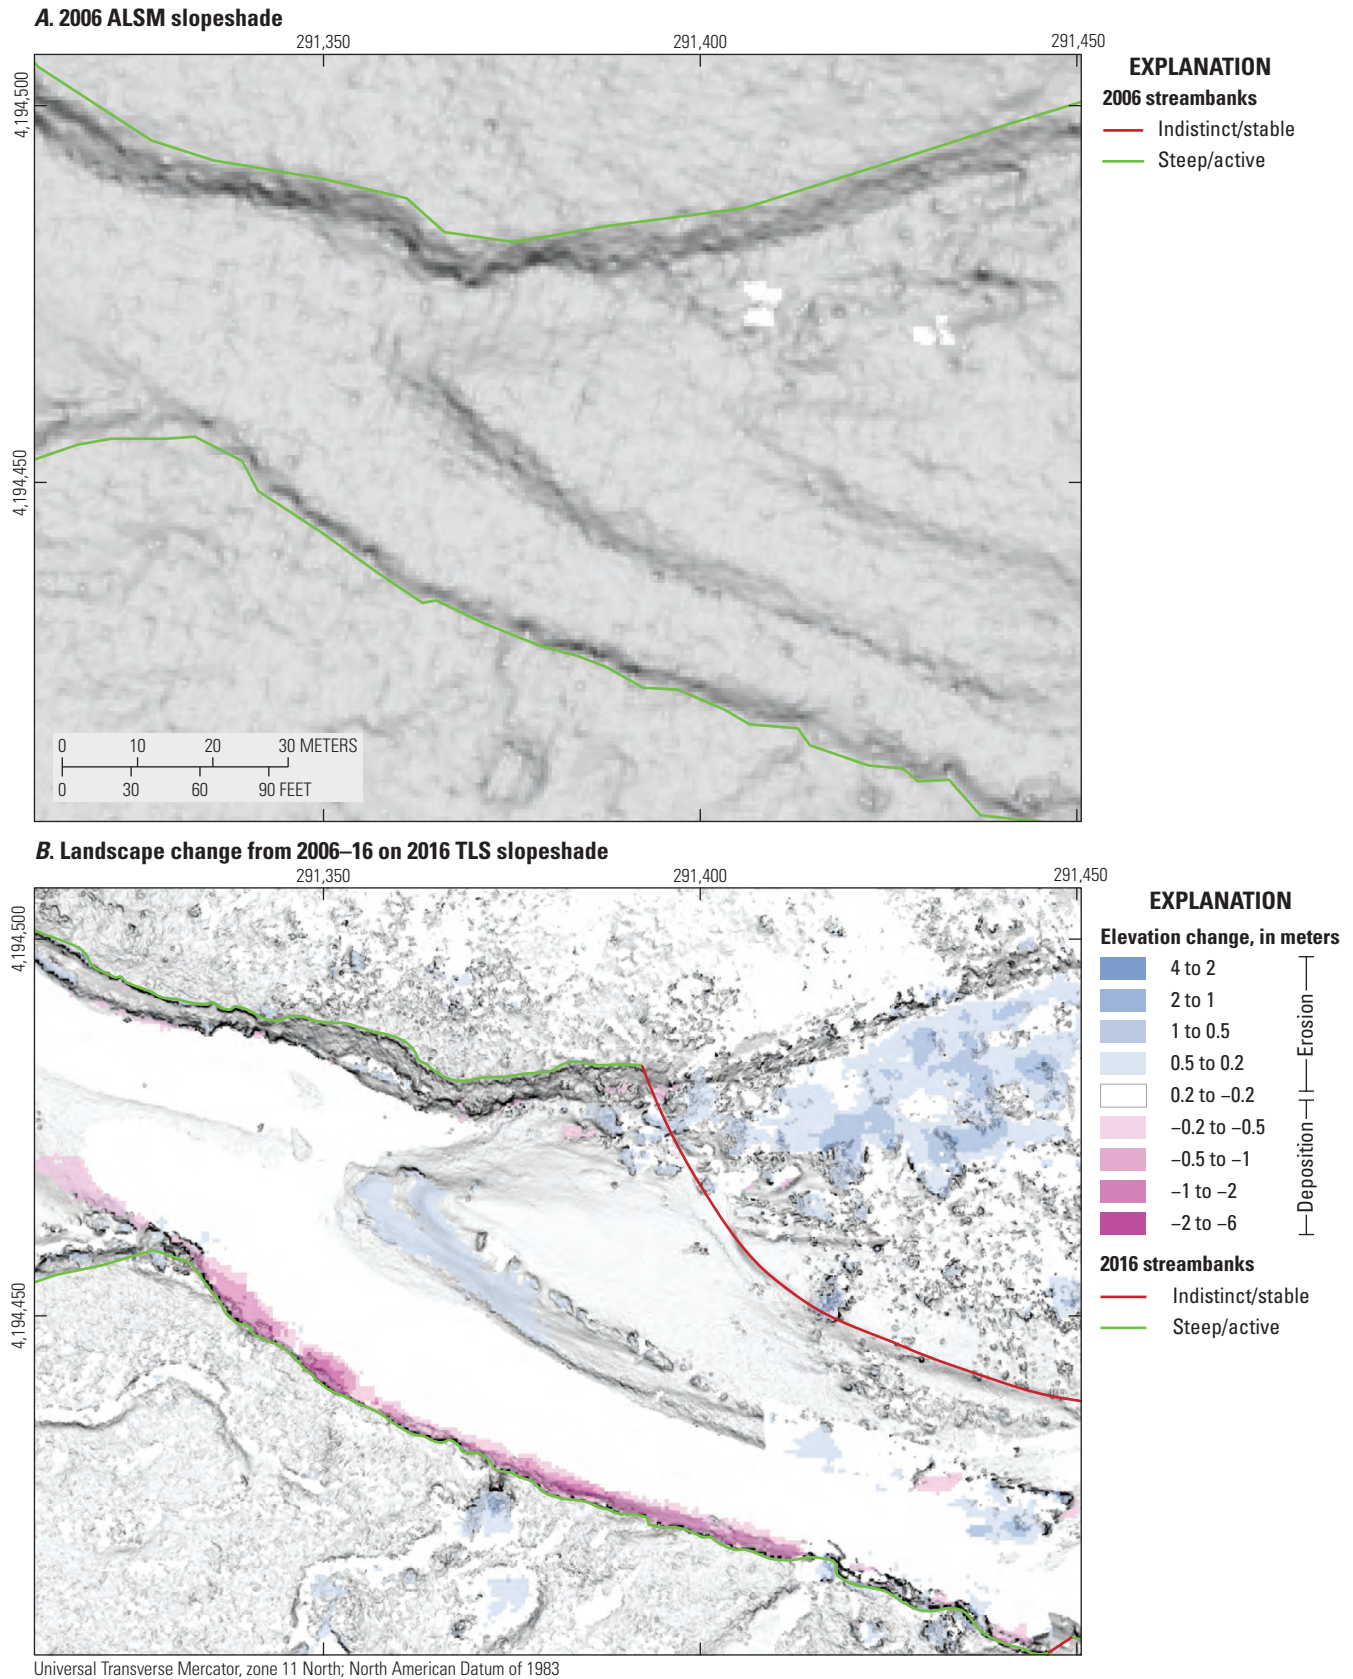 A. 2006 ALSM slopeshade
291,350
291,400
291,450
4,194,500
4,194,450
0 10 20 30 METERS
0 30 60 90 FEET
EXPLANATION
2006 streambanks
Indistinct/stable
Steep/active
B. Landscape change from 2006–16 on 2016 TLS slopeshade
291,350
291,400
291,450
4,194,500
4,194,450
EXPLANATION
Elevation change, in meters
4 to 2
2 to 1
1 to 0.5
0.5 to 0.2
0.2 to −0.2
−0.2 to −0.5
−0.5 to −1
−1 to −2
−2 to −6
Erosion
Deposition
2016 streambanks
Indistinct/stable
Steep/active
Universal Transverse Mercator, zone 11 North; North American Datum of 1983